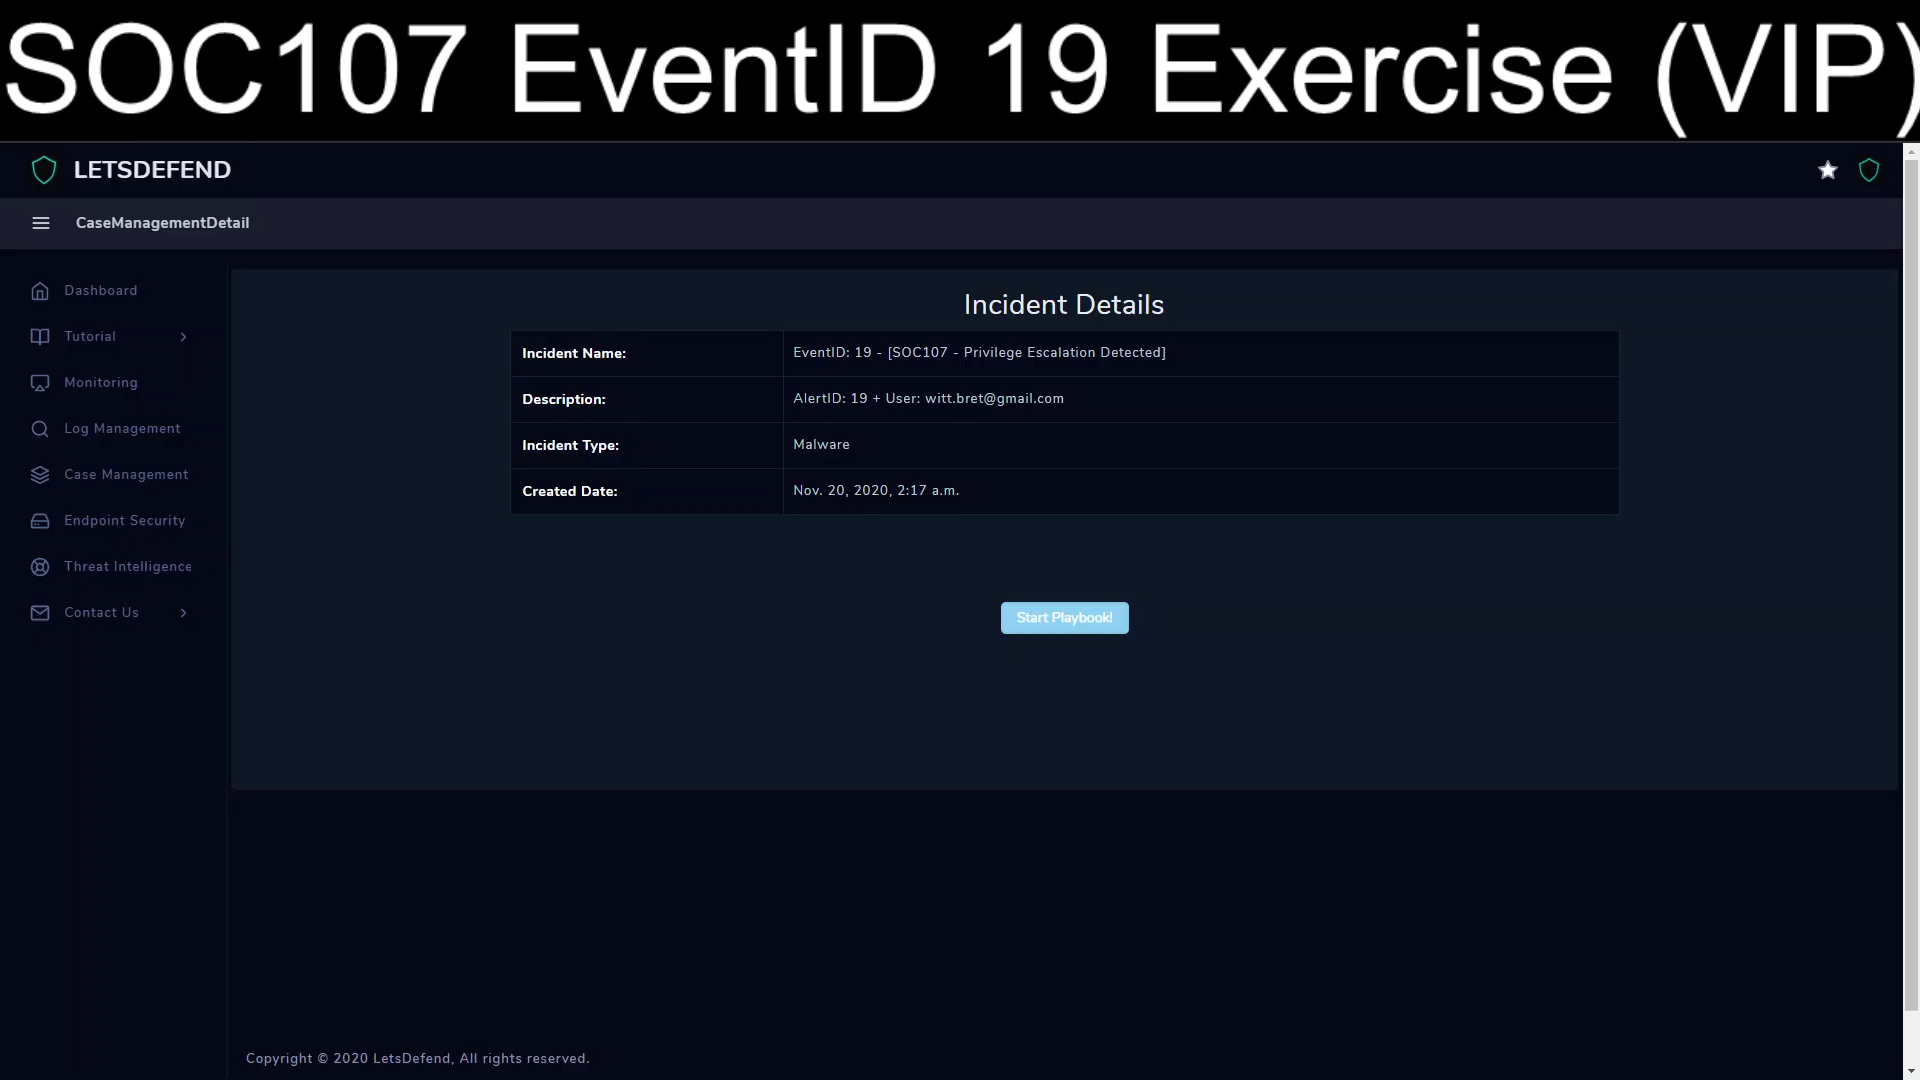 SOC107 EventID 19 Exercise (VIP)
LETSDEFEND
CaseManagementDetail
Dashboard
Tutorial
Monitoring
Log Management
Case Management
Endpoint Security
Threat Intelligence
Contact Us
Incident Details
Incident Name: EventID: 19 - [SOC107 - Privilege Escalation Detected]
Description: AlertID: 19 + User: witt.bret@gmail.com
Incident Type: Malware
Created Date: Nov. 20, 2020, 2:17 a.m.
Start Playbook!
Copyright © 2020 LetsDefend, All rights reserved.